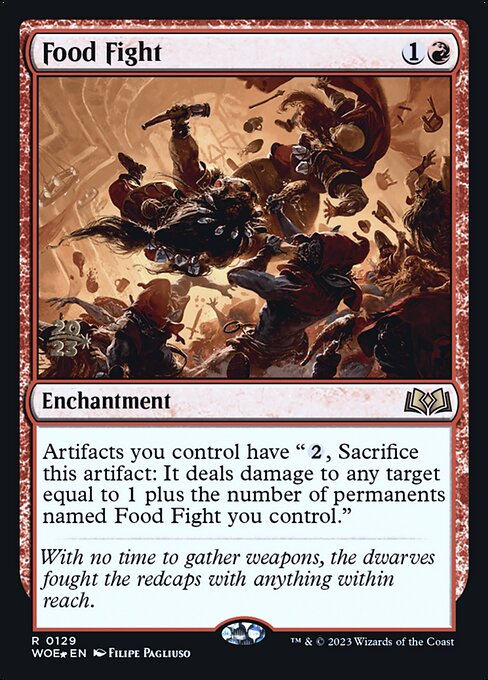 Food Fight 1
2023
Enchantment
Artifacts you control have “2, Sacrifice
this artifact: It deals damage to any target
equal to 1 plus the number of permanents
named Food Fight you control.”
With no time to gather weapons, the dwarves
fought the redcaps with anything within
reach.
R 0129
WOE★EN FILIPE PAGLIUSO
™ & © 2023 Wizards of the Coast